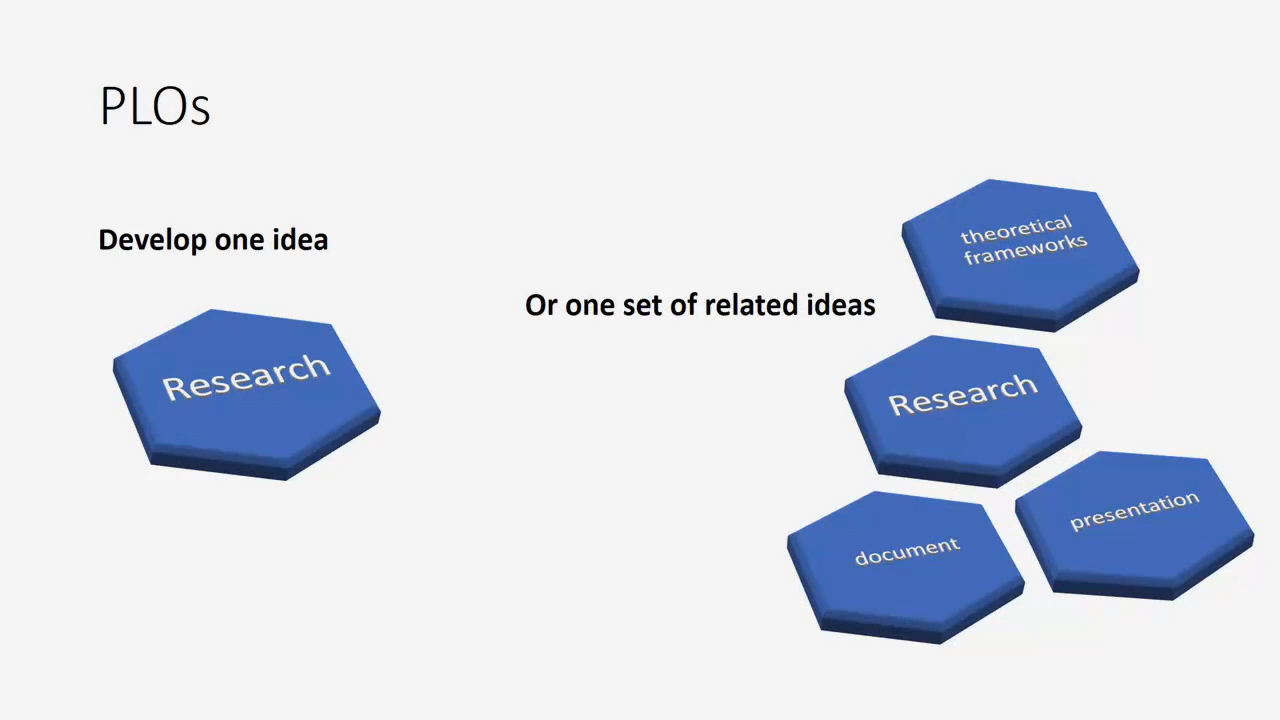 PLOs
Develop one idea
Research
Or one set of related ideas
theoretical
frameworks
Research
document
presentation